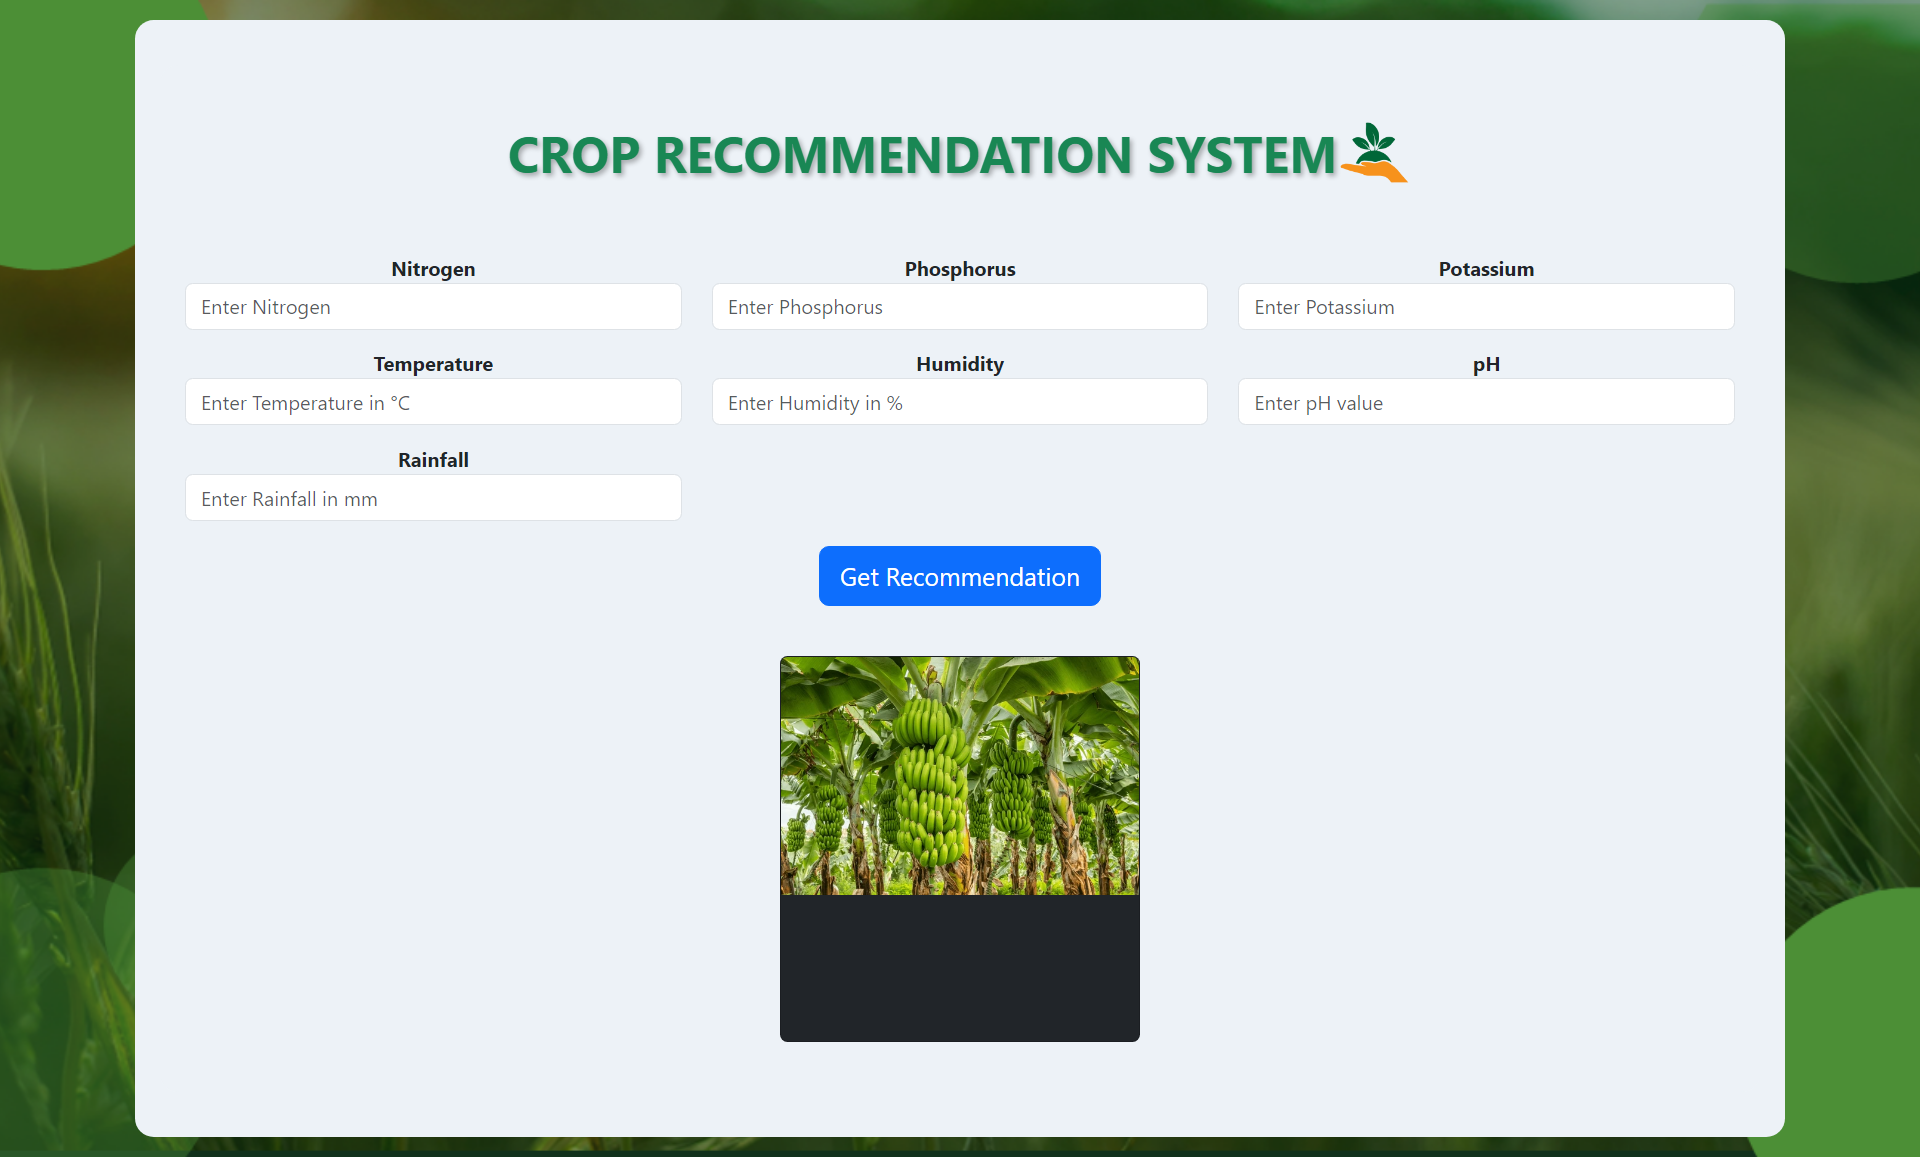 CROP RECOMMENDATION SYSTEM
Nitrogen
Phosphorus
Potassium
Enter Nitrogen
Enter Phosphorus
Enter Potassium
Temperature
Humidity
pH
Enter Temperature in °C
Enter Humidity in %
Enter pH value
Rainfall
Enter Rainfall in mm
Get Recommendation